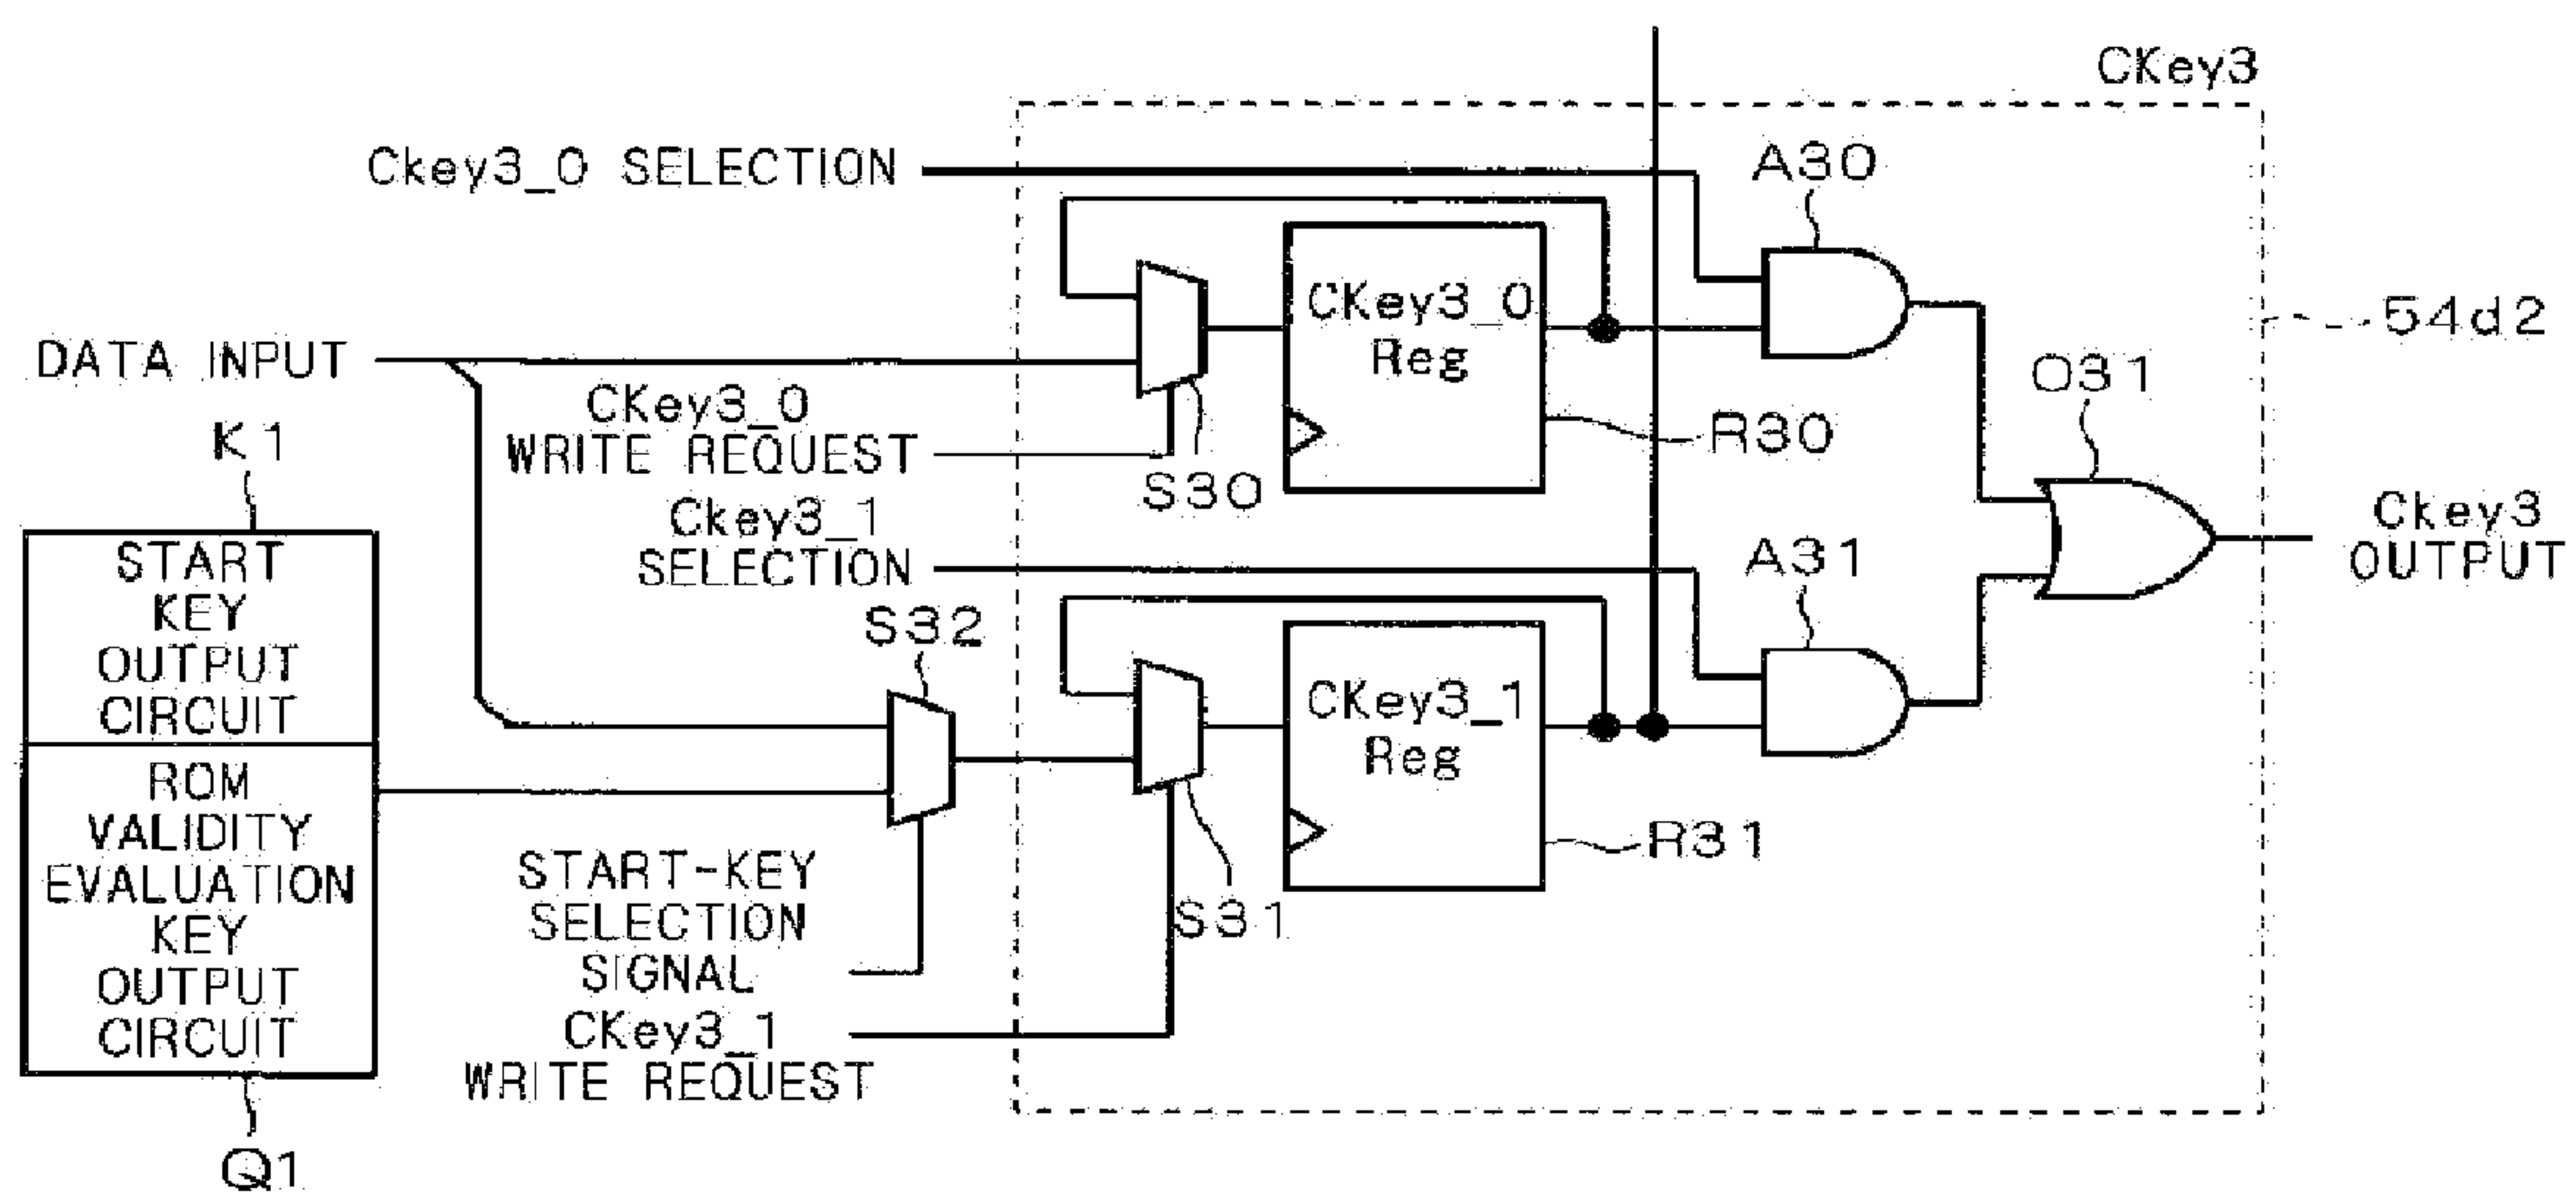 CKey3
Ckey3_0 SELECTION
A30
DATA INPUT
CKey3_0
Reg
54d2
CKey3_0
WRITE REQUEST
O31
K1
R30
S30
Ckey3_1
SELECTION
Ckey3
OUTPUT
START
KEY
OUTPUT
CIRCUIT
A31
S32
CKey3_1
Reg
ROM
VALIDITY
EVALUATION
KEY
OUTPUT
CIRCUIT
R31
START-KEY
SELECTION
SIGNAL
S31
CKey3_1
WRITE REQUEST
Q1